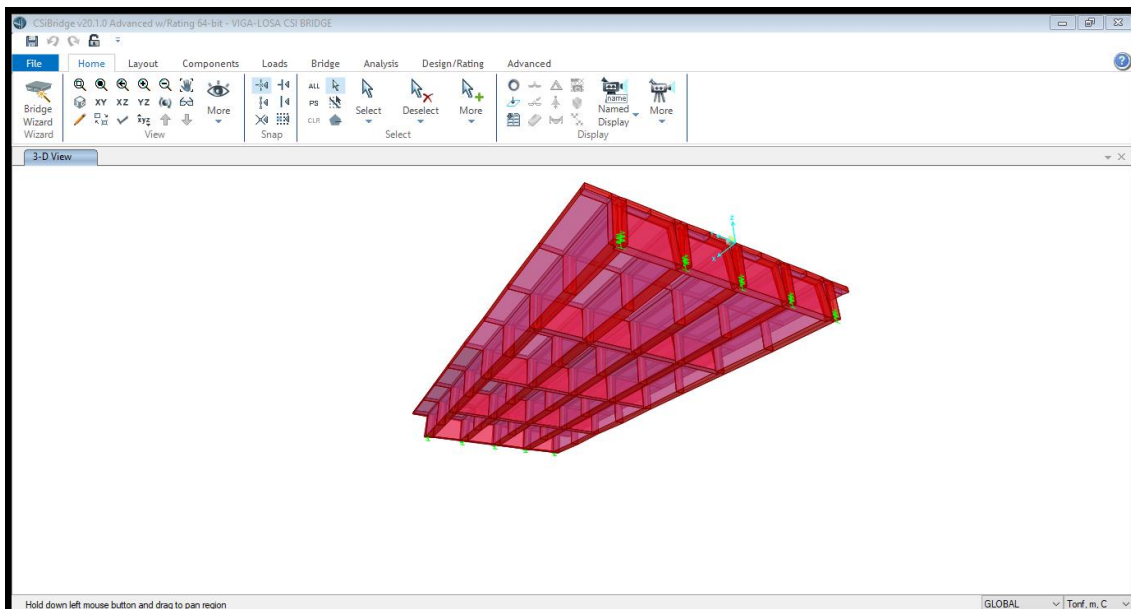 CSiBridge v20.1.0 Advanced w/Rating 64-bit - VIGA-LOSA CSI BRIDGE
File Home Layout Components Loads Bridge Analysis Design/Rating Advanced
Bridge
Wizard
Wizard
XY XZ YZ
xyz
More
View
Snap
ALL
PS
CLR
Select
Deselect
More
Select
name
Named
Display
More
Display
3-D View
Z
X
Hold down left mouse button and drag to pan region
GLOBAL
Tonf, m, C